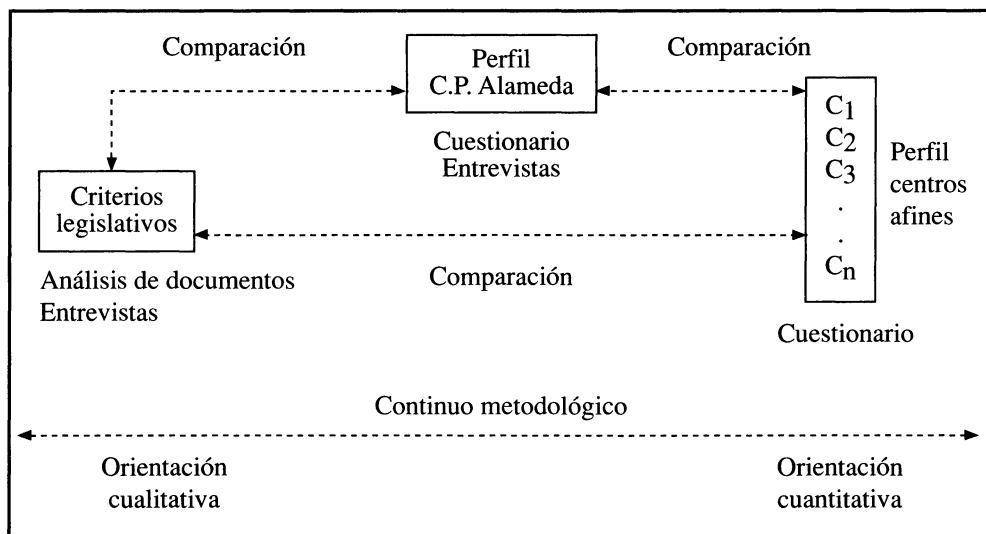 Comparación
Perfil
C.P. Alameda
Comparación
Cuestionario
Entrevistas
Criterios
legislativos
Análisis de documentos
Entrevistas
C1
C2
C3
.
.
Cn
Perfil
centros
afines
Comparación
Cuestionario
Continuo metodológico
Orientación
cualitativa
Orientación
cuantitativa